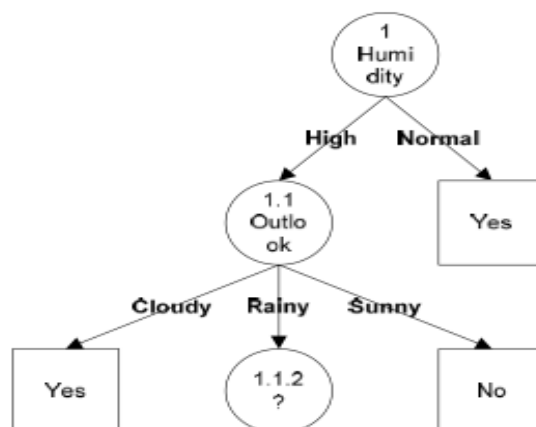 1
Humi
dity
High
Normal
1.1
Outlo
ok
Yes
Cloudy
Rainy
Sunny
Yes
1.1.2
?
No